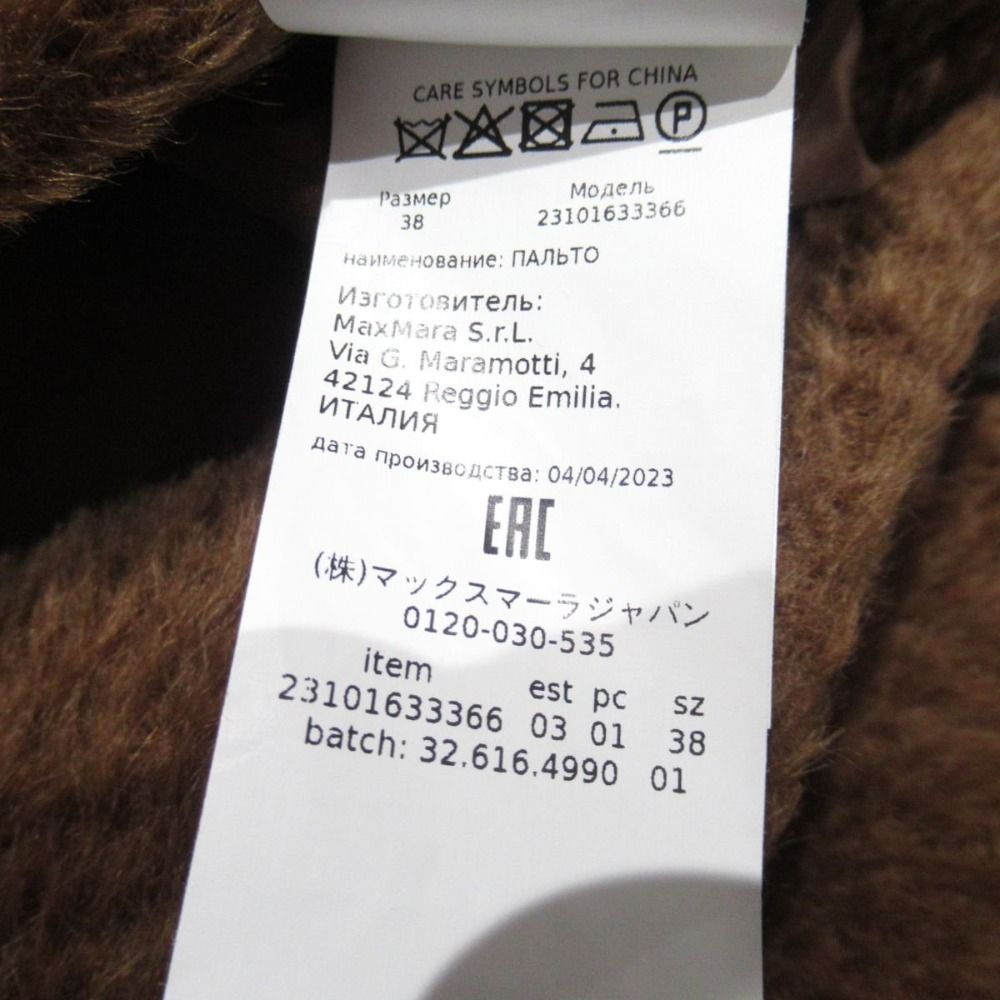 CARE SYMBOLS FOR CHINA
P
Размер Модель
38 23101633366
наименование: ПАЛЬТО
Изготовитель:
MaxMara S.r.L.
Via G. Maramotti, 4
42124 Reggio Emilia.
ИТАЛИЯ
дата производства: 04/04/2023
EAC
(株)マックスマーラジャパン
0120-030-535
item est pc sz
23101633366 03 01 38
batch: 32.616.4990 01